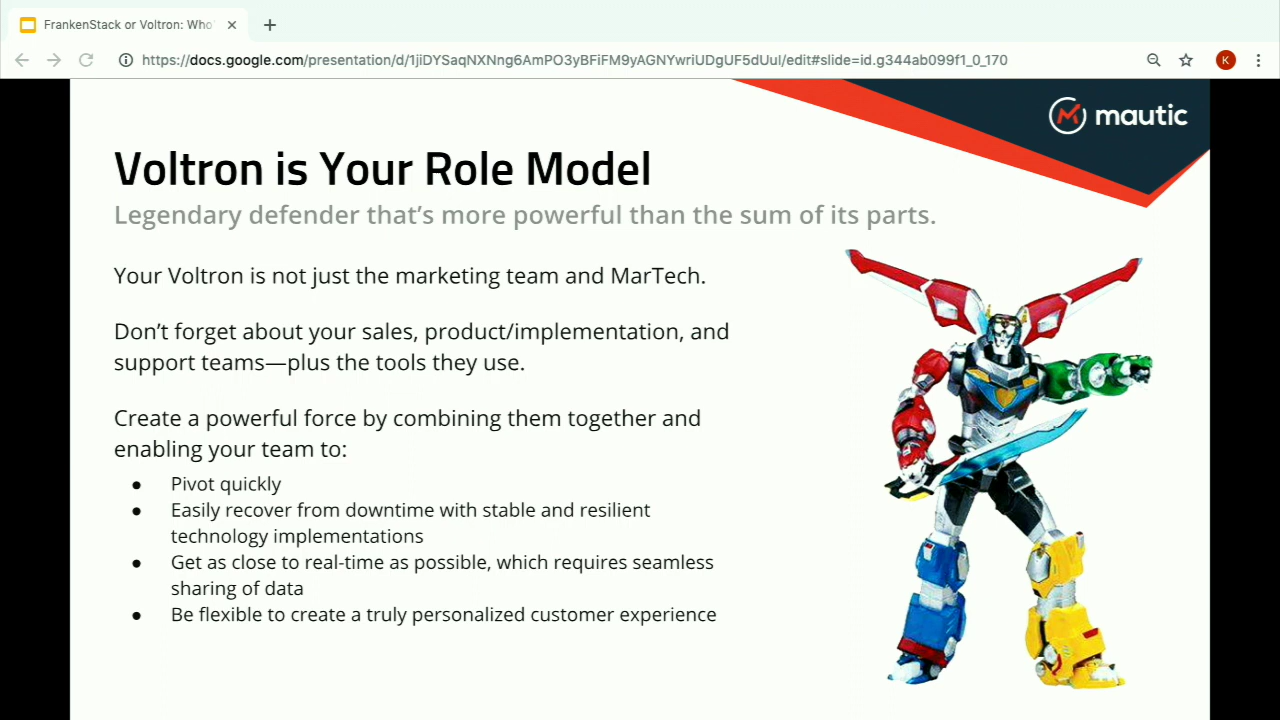 FrankenStack or Voltron: Who'
https://docs.google.com/presentation/d/1jiDYSaqNXNng6AmPO3yBFiFM9yAGNYwriUDgUF5dUuI/edit#slide=id.g344ab099f1_0_170
K
mautic
Voltron is Your Role Model
Legendary defender that’s more powerful than the sum of its parts.
Your Voltron is not just the marketing team and MarTech.
Don’t forget about your sales, product/implementation, and
support teams—plus the tools they use.
Create a powerful force by combining them together and
enabling your team to:
● Pivot quickly
● Easily recover from downtime with stable and resilient
technology implementations
● Get as close to real-time as possible, which requires seamless
sharing of data
● Be flexible to create a truly personalized customer experience